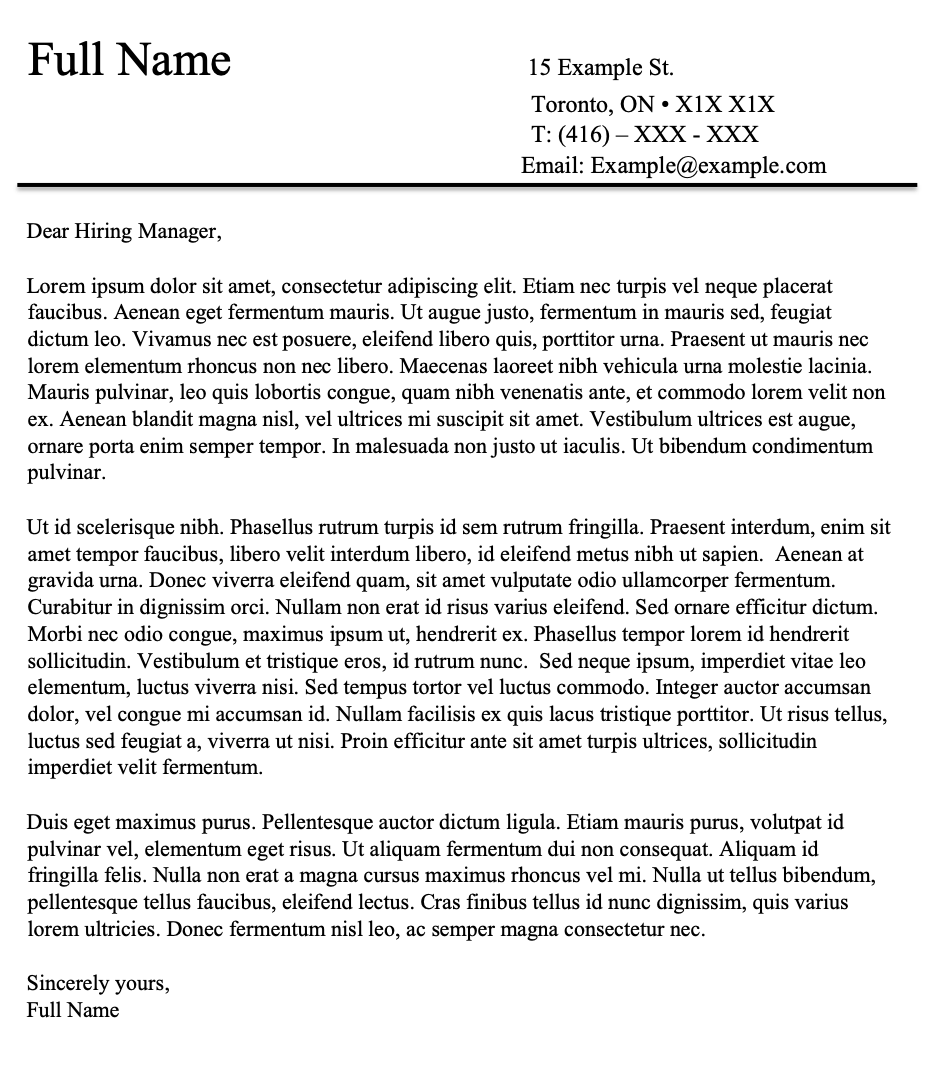 Full Name
15 Example St.
Toronto, ON • X1X X1X
T: (416) – XXX - XXX
Email: Example@example.com
Dear Hiring Manager,
Lorem ipsum dolor sit amet, consectetur adipiscing elit. Etiam nec turpis vel neque placerat
faucibus. Aenean eget fermentum mauris. Ut augue justo, fermentum in mauris sed, feugiat
dictum leo. Vivamus nec est posuere, eleifend libero quis, porttitor urna. Praesent ut mauris nec
lorem elementum rhoncus non nec libero. Maecenas laoreet nibh vehicula urna molestie lacinia.
Mauris pulvinar, leo quis lobortis congue, quam nibh venenatis ante, et commodo lorem velit non
ex. Aenean blandit magna nisl, vel ultrices mi suscipit sit amet. Vestibulum ultrices est augue,
ornare porta enim semper tempor. In malesuada non justo ut iaculis. Ut bibendum condimentum
pulvinar.
Ut id scelerisque nibh. Phasellus rutrum turpis id sem rutrum fringilla. Praesent interdum, enim sit
amet tempor faucibus, libero velit interdum libero, id eleifend metus nibh ut sapien.  Aenean at
gravida urna. Donec viverra eleifend quam, sit amet vulputate odio ullamcorper fermentum.
Curabitur in dignissim orci. Nullam non erat id risus varius eleifend. Sed ornare efficitur dictum.
Morbi nec odio congue, maximus ipsum ut, hendrerit ex. Phasellus tempor lorem id hendrerit
sollicitudin. Vestibulum et tristique eros, id rutrum nunc.  Sed neque ipsum, imperdiet vitae leo
elementum, luctus viverra nisi. Sed tempus tortor vel luctus commodo. Integer auctor accumsan
dolor, vel congue mi accumsan id. Nullam facilisis ex quis lacus tristique porttitor. Ut risus tellus,
luctus sed feugiat a, viverra ut nisi. Proin efficitur ante sit amet turpis ultrices, sollicitudin
imperdiet velit fermentum.
Duis eget maximus purus. Pellentesque auctor dictum ligula. Etiam mauris purus, volutpat id
pulvinar vel, elementum eget risus. Ut aliquam fermentum dui non consequat. Aliquam id
fringilla felis. Nulla non erat a magna cursus maximus rhoncus vel mi. Nulla ut tellus bibendum,
pellentesque tellus faucibus, eleifend lectus. Cras finibus tellus id nunc dignissim, quis varius
lorem ultricies. Donec fermentum nisl leo, ac semper magna consectetur nec.
Sincerely yours,
Full Name